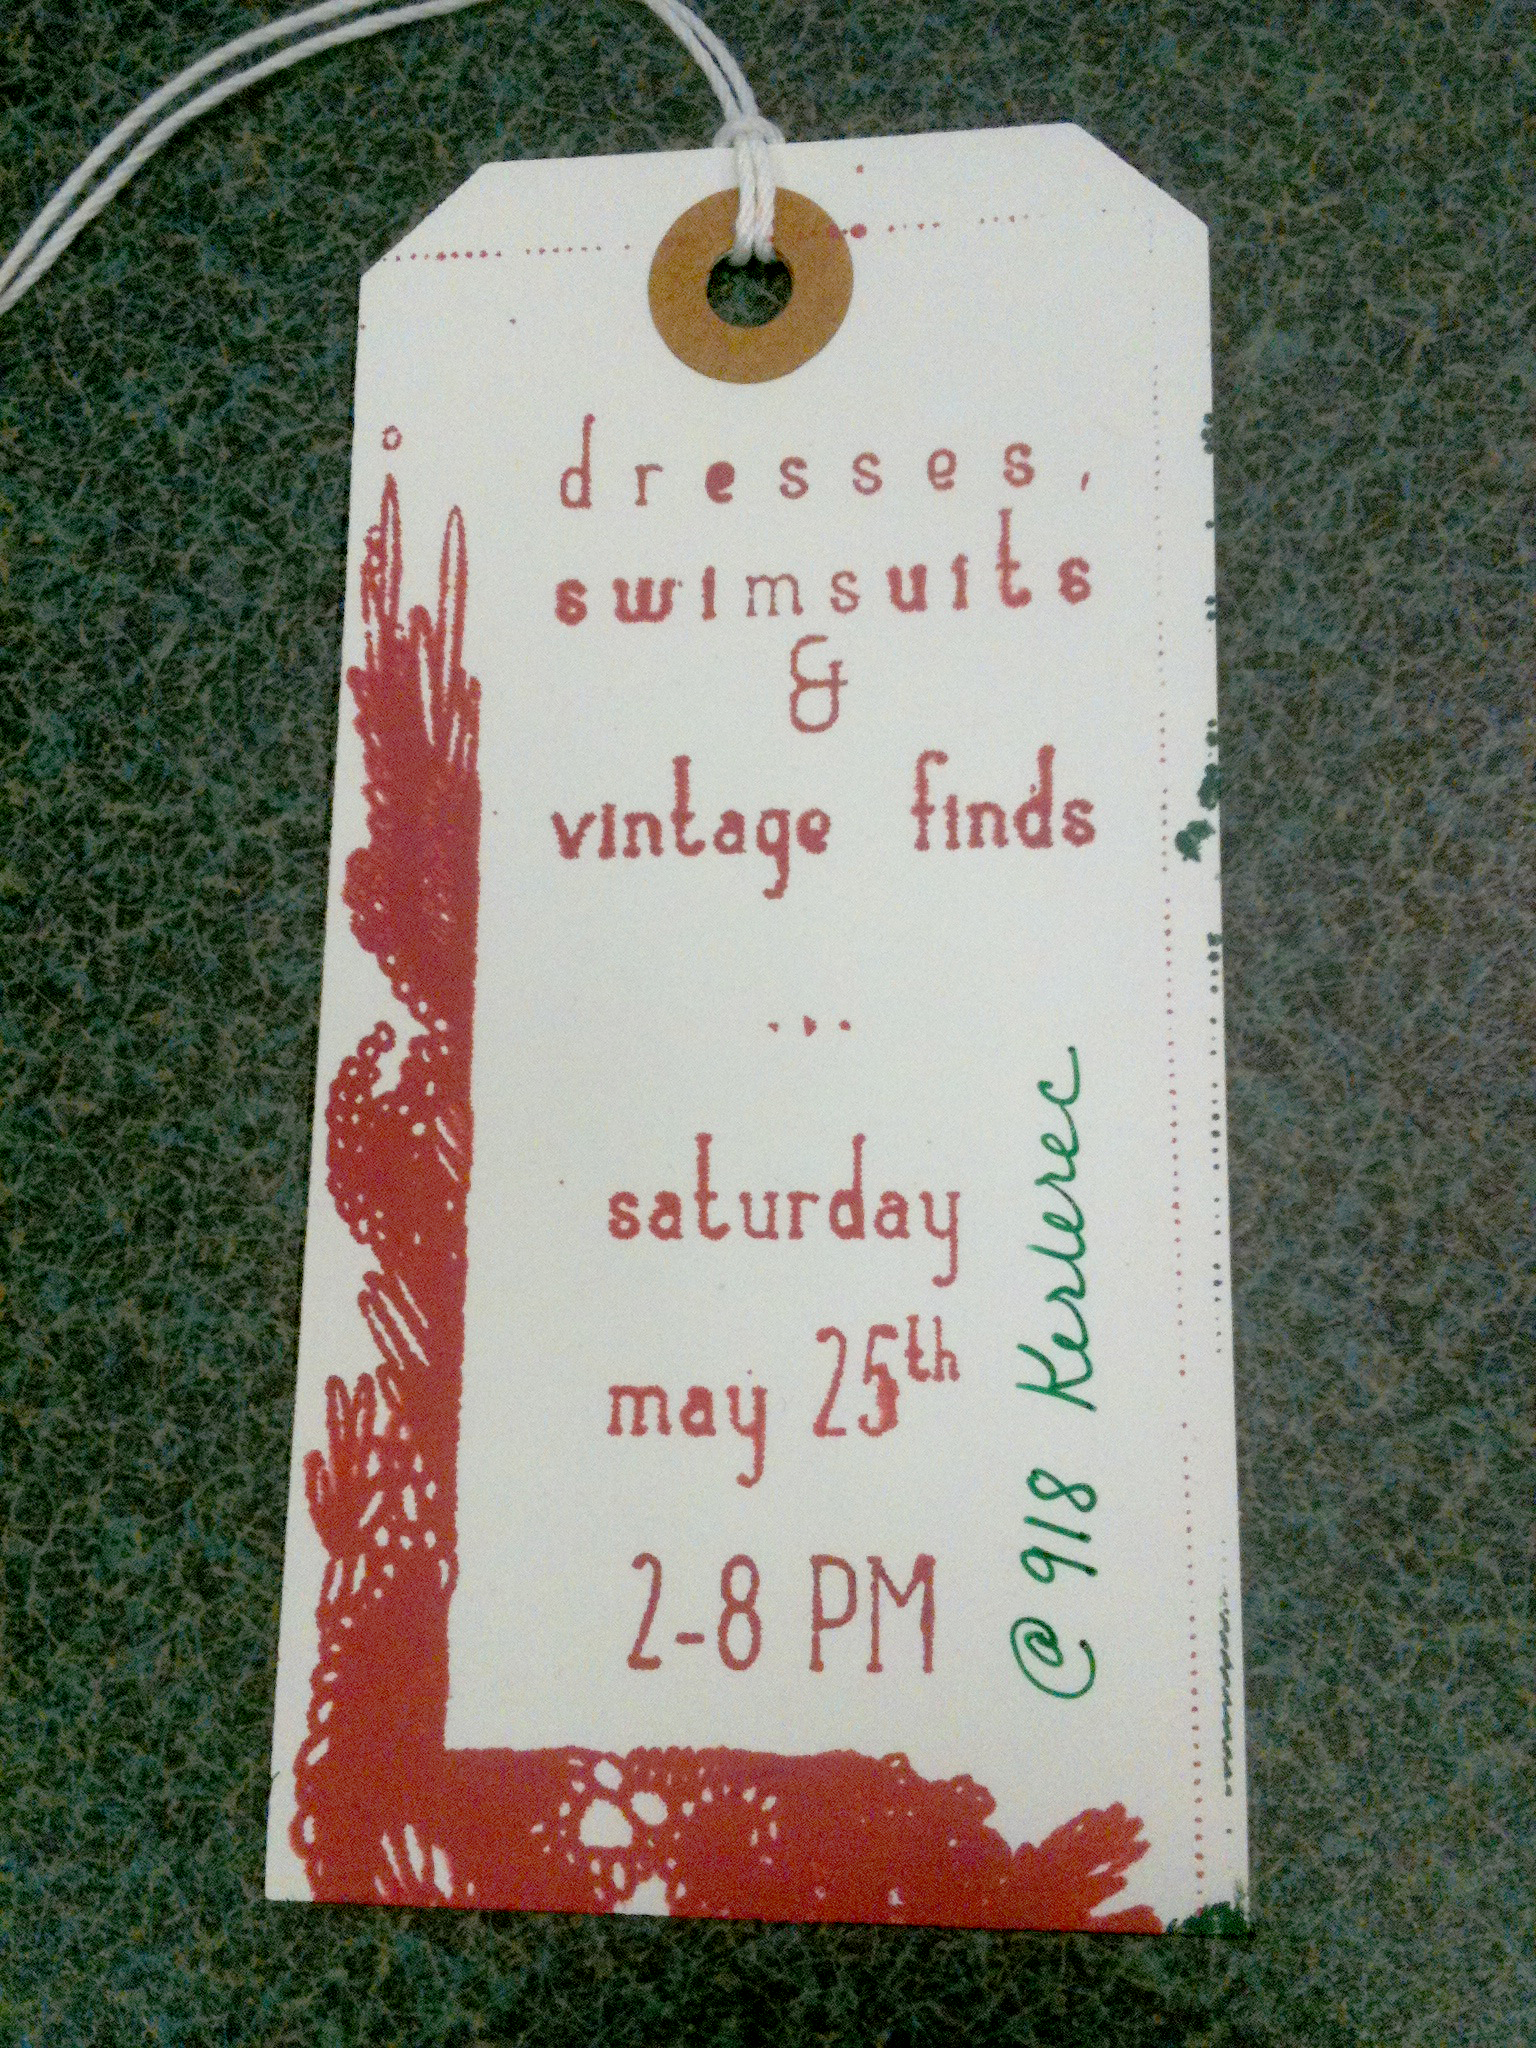 dresses,
swimsuits
&
vintage finds
...
saturday
may 25th
2-8 PM
@ 918 Kerlerec